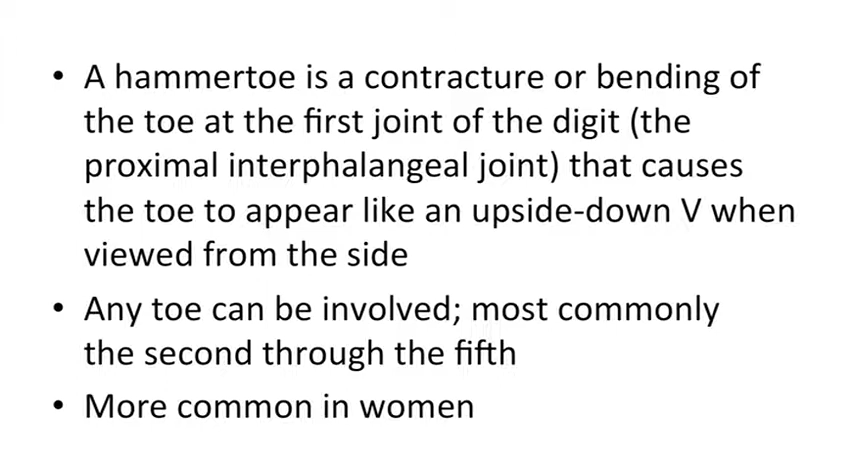 • A hammertoe is a contracture or bending of
the toe at the first joint of the digit (the
proximal interphalangeal joint) that causes
the toe to appear like an upside-down V when
viewed from the side
• Any toe can be involved; most commonly
the second through the fifth
• More common in women